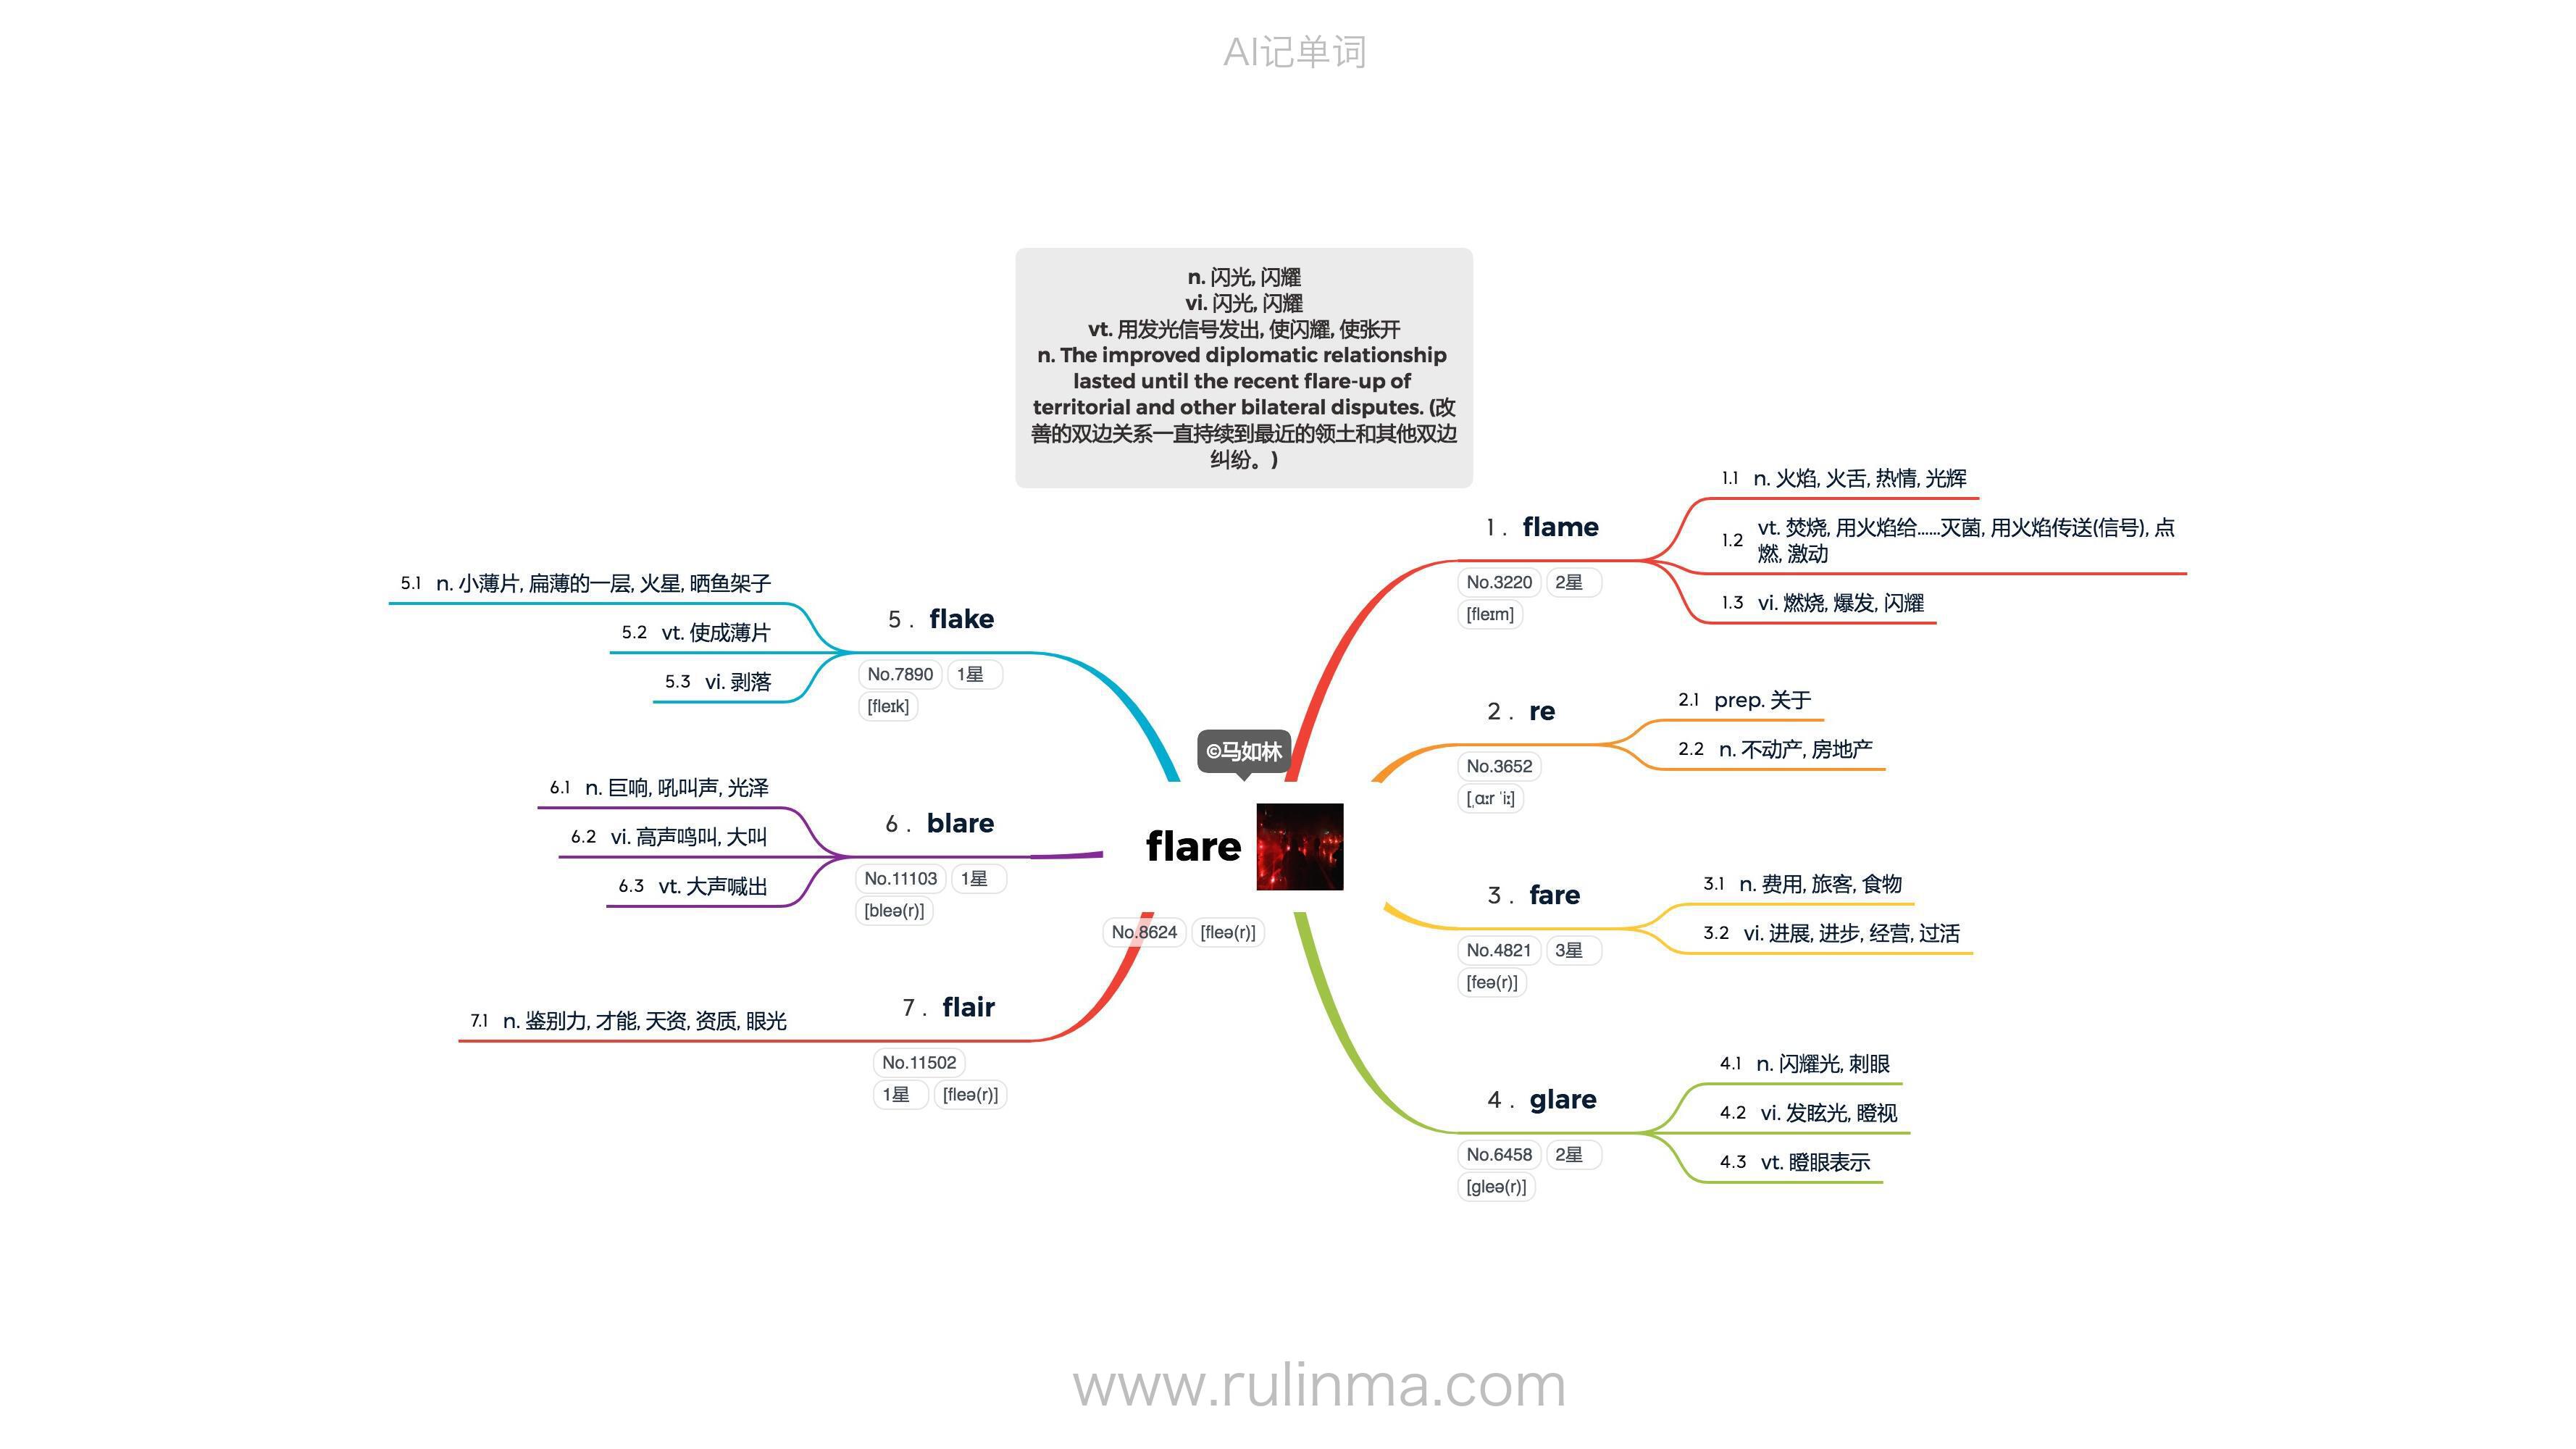 AI记单词
n. 闪光, 闪耀
vi. 闪光, 闪耀
vt. 用发光信号发出, 使闪耀, 使张开
n. The improved diplomatic relationship
lasted until the recent flare-up of
territorial and other bilateral disputes. (改
善的双边关系一直持续到最近的领土和其他双边
纠纷。)
©马如林
flare
No.8624 [fleə(r)]
1. flame
No.3220 2星
[fleɪm]
1.1 n. 火焰, 火舌, 热情, 光辉
1.2 vt. 焚烧, 用火焰给......灭菌, 用火焰传送(信号), 点
燃, 激动
1.3 vi. 燃烧, 爆发, 闪耀
2. re
No.3652
[ˌɑːr ˈiː]
2.1 prep. 关于
2.2 n. 不动产, 房地产
3. fare
No.4821 3星
[feə(r)]
3.1 n. 费用, 旅客, 食物
3.2 vi. 进展, 进步, 经营, 过活
4. glare
No.6458 2星
[gleə(r)]
4.1 n. 闪耀光, 刺眼
4.2 vi. 发眩光, 瞪视
4.3 vt. 瞪眼表示
5. flake
No.7890 1星
[fleɪk]
5.1 n. 小薄片, 扁薄的一层, 火星, 晒鱼架子
5.2 vt. 使成薄片
5.3 vi. 剥落
6. blare
No.11103 1星
[bleə(r)]
6.1 n. 巨响, 吼叫声, 光泽
6.2 vi. 高声鸣叫, 大叫
6.3 vt. 大声喊出
7. flair
No.11502
1星 [fleə(r)]
7.1 n. 鉴别力, 才能, 天资, 资质, 眼光
www.rulinma.com